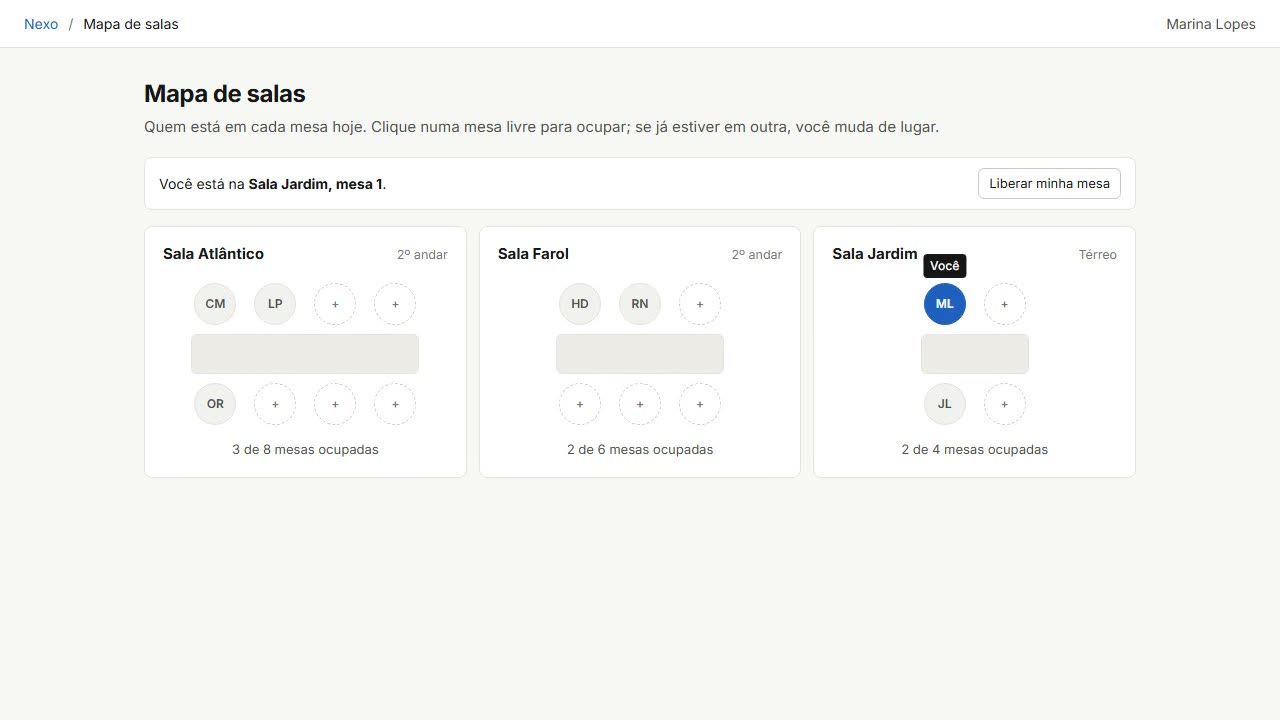 Nexo / Mapa de salas
Marina Lopes
Mapa de salas
Quem está em cada mesa hoje. Clique numa mesa livre para ocupar; se já estiver em outra, você muda de lugar.
Você está na Sala Jardim, mesa 1.
Liberar minha mesa
Sala Atlântico
2º andar
CM LP + +
OR + + +
3 de 8 mesas ocupadas
Sala Farol
2º andar
HD RN +
+ + +
2 de 6 mesas ocupadas
Sala Jardim
Térreo
Você
ML +
JL +
2 de 4 mesas ocupadas